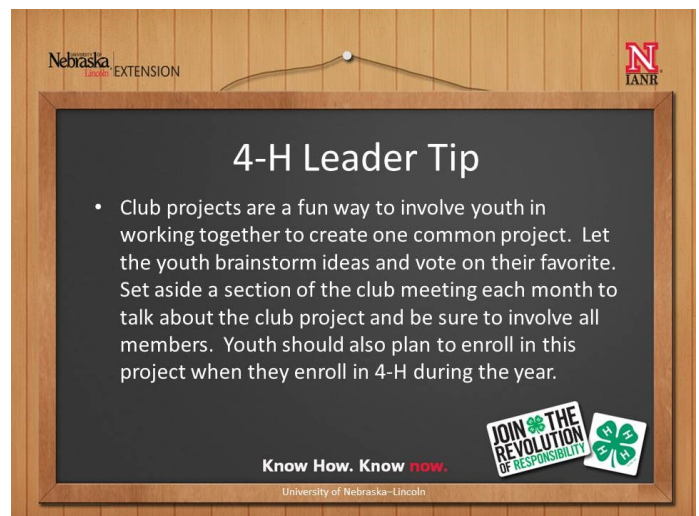 UNIVERSITY OF
Nebraska
Lincoln
EXTENSION
N
IANR
4-H Leader Tip
• Club projects are a fun way to involve youth in
working together to create one common project.  Let
the youth brainstorm ideas and vote on their favorite.
Set aside a section of the club meeting each month to
talk about the club project and be sure to involve all
members.  Youth should also plan to enroll in this
project when they enroll in 4-H during the year.
JOIN THE
REVOLUTION
OF RESPONSIBILITY
H H
H H
Know How. Know now.
University of Nebraska–Lincoln